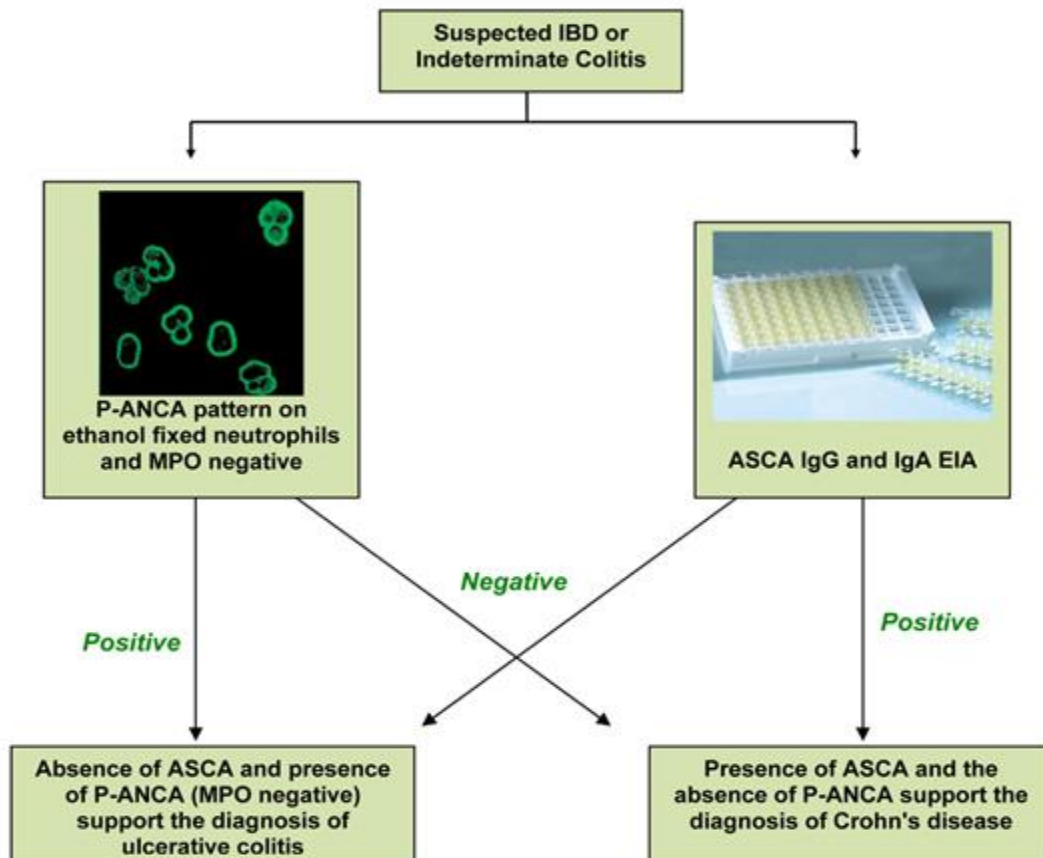 Suspected IBD or
Indeterminate Colitis
P-ANCA pattern on
ethanol fixed neutrophils
and MPO negative
ASCA IgG and IgA EIA
Negative
Positive
Positive
Absence of ASCA and presence
of P-ANCA (MPO negative)
support the diagnosis of
ulcerative colitis
Presence of ASCA and the
absence of P-ANCA support the
diagnosis of Crohn's disease